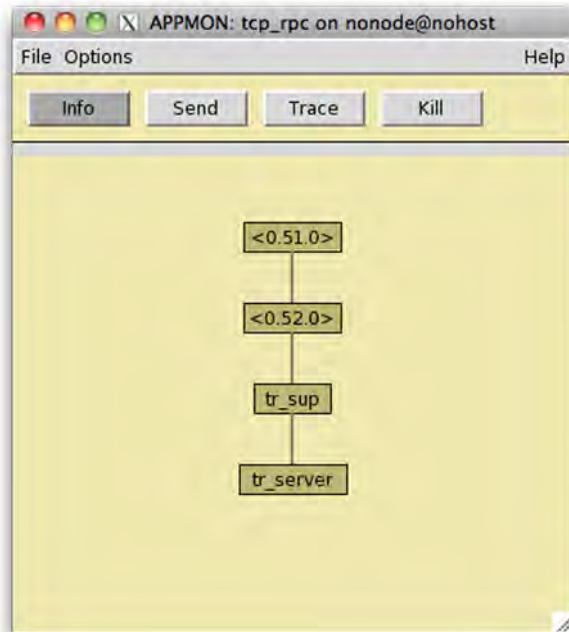 APPMON: tcp_rpc on nonode@nohost
File Options Help
Info Send Trace Kill
<0.51.0>
<0.52.0>
tr_sup
tr_server